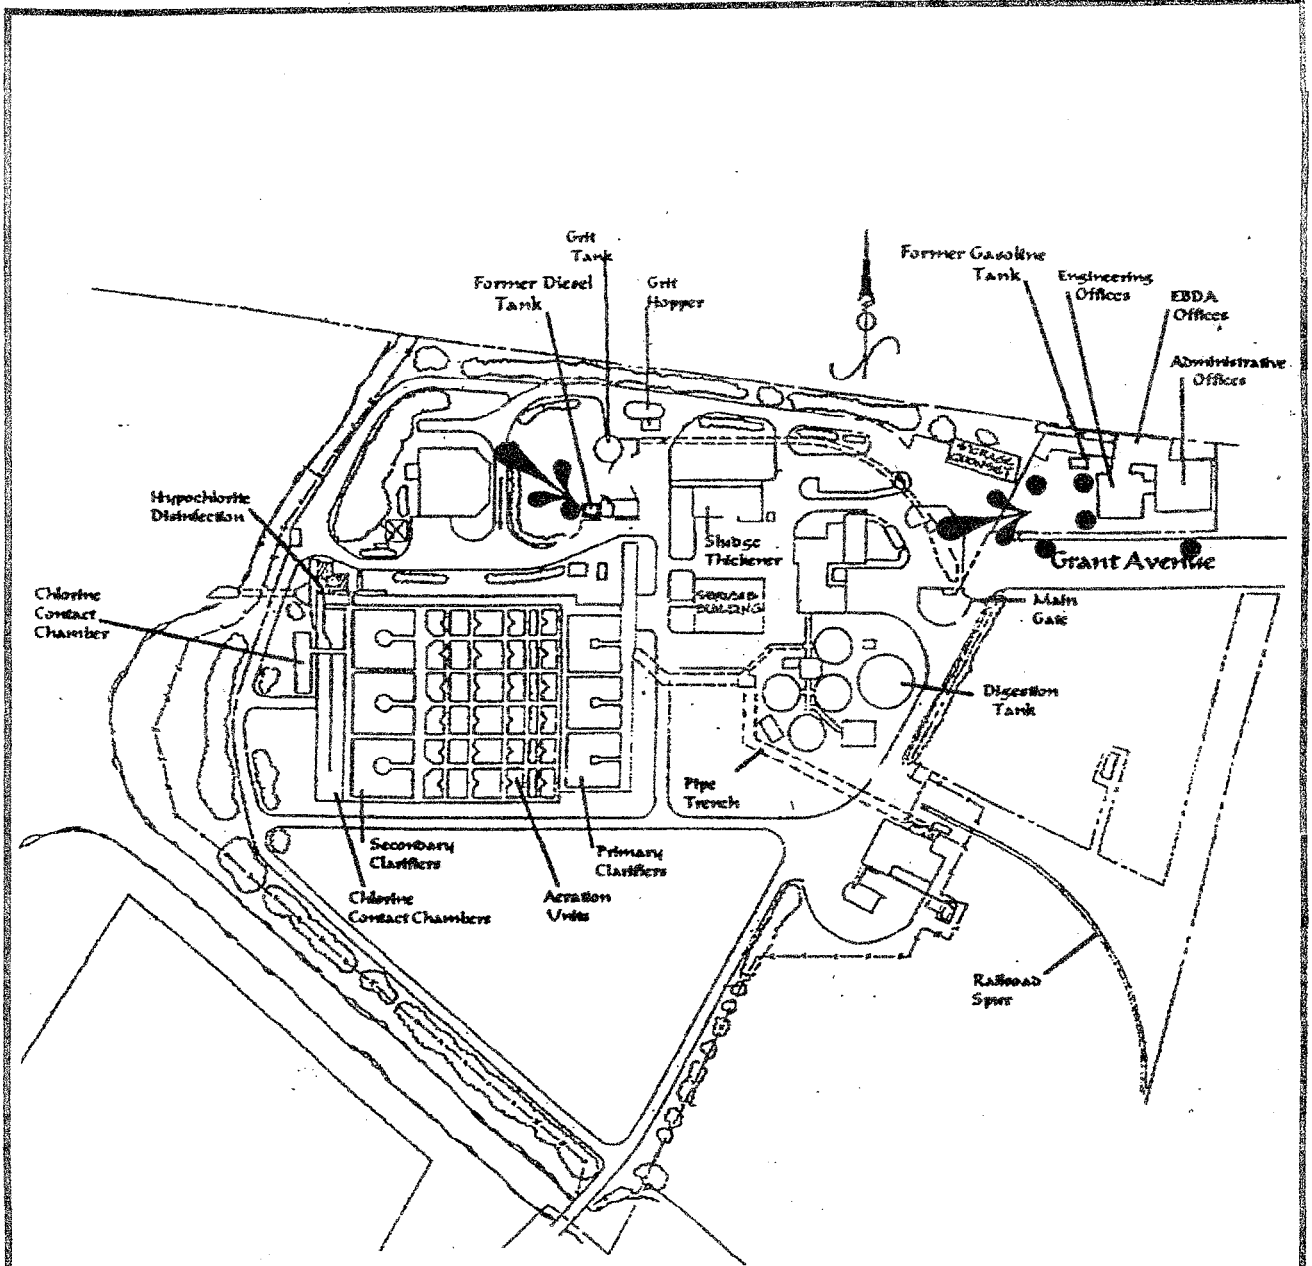 Grit
Tank
Former Diesel
Tank
Grit
Hopper
Former Gasoline
Tank
Engineering
Offices
EBDA
Offices
Administrative
Offices
Hypochlorite
Disinfection
Sludge
Thickener
Grant Avenue
Chlorine
Contact
Chamber
BUILDING
Main
Gate
Digestion
Tank
Pipe
Trench
Secondary
Clarifiers
Primary
Clarifiers
Chlorine
Contact Chambers
Aeration
Units
Railroad
Spur